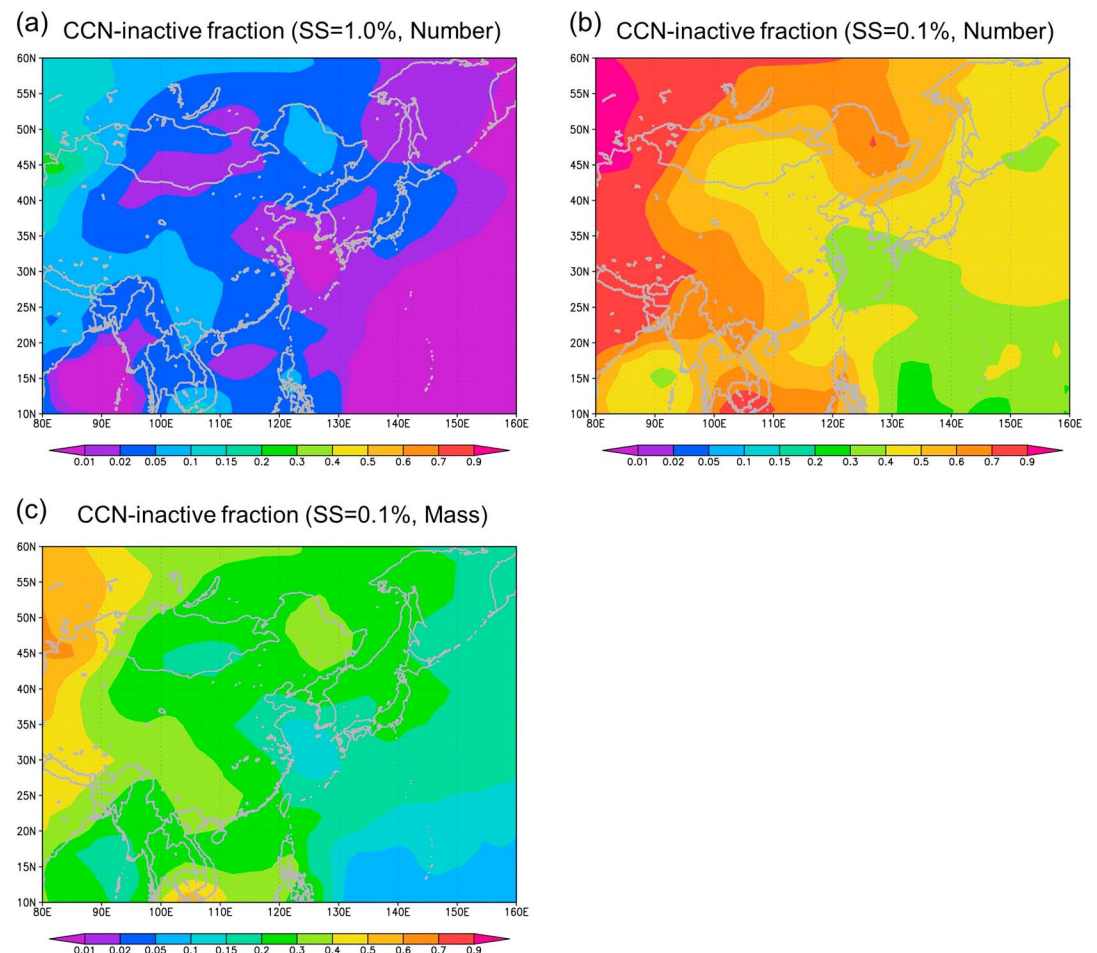 (a) CCN-inactive fraction (SS=1.0%, Number)
60N
55N
50N
45N
40N
35N
30N
25N
20N
15N
10N
80E 90E 100E 110E 120E 130E 140E 150E 160E
0.01 0.02 0.05 0.1 0.15 0.2 0.3 0.4 0.5 0.6 0.7 0.9
(b) CCN-inactive fraction (SS=0.1%, Number)
60N
55N
50N
45N
40N
35N
30N
25N
20N
15N
10N
80E 90E 100E 110E 120E 130E 140E 150E 160E
0.01 0.02 0.05 0.1 0.15 0.2 0.3 0.4 0.5 0.6 0.7 0.9
(c) CCN-inactive fraction (SS=0.1%, Mass)
60N
55N
50N
45N
40N
35N
30N
25N
20N
15N
10N
80E 90E 100E 110E 120E 130E 140E 150E 160E
0.01 0.02 0.05 0.1 0.15 0.2 0.3 0.4 0.5 0.6 0.7 0.9